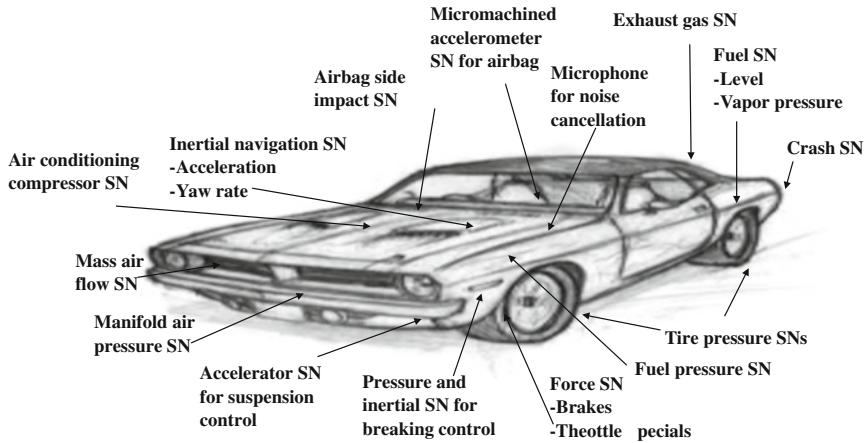 Micromachined
accelerometer
SN for airbag
Exhaust gas SN
Fuel SN
-Level
-Vapor pressure
Airbag side
impact SN
Microphone
for noise
cancellation
Inertial navigation SN
-Acceleration
-Yaw rate
Crash SN
Air conditioning
compressor SN
Mass air
flow SN
Manifold air
pressure SN
Tire pressure SNs
Accelerator SN
for suspension
control
Pressure and
inertial SN for
breaking control
Fuel pressure SN
Force SN
-Brakes
-Theottle pecials